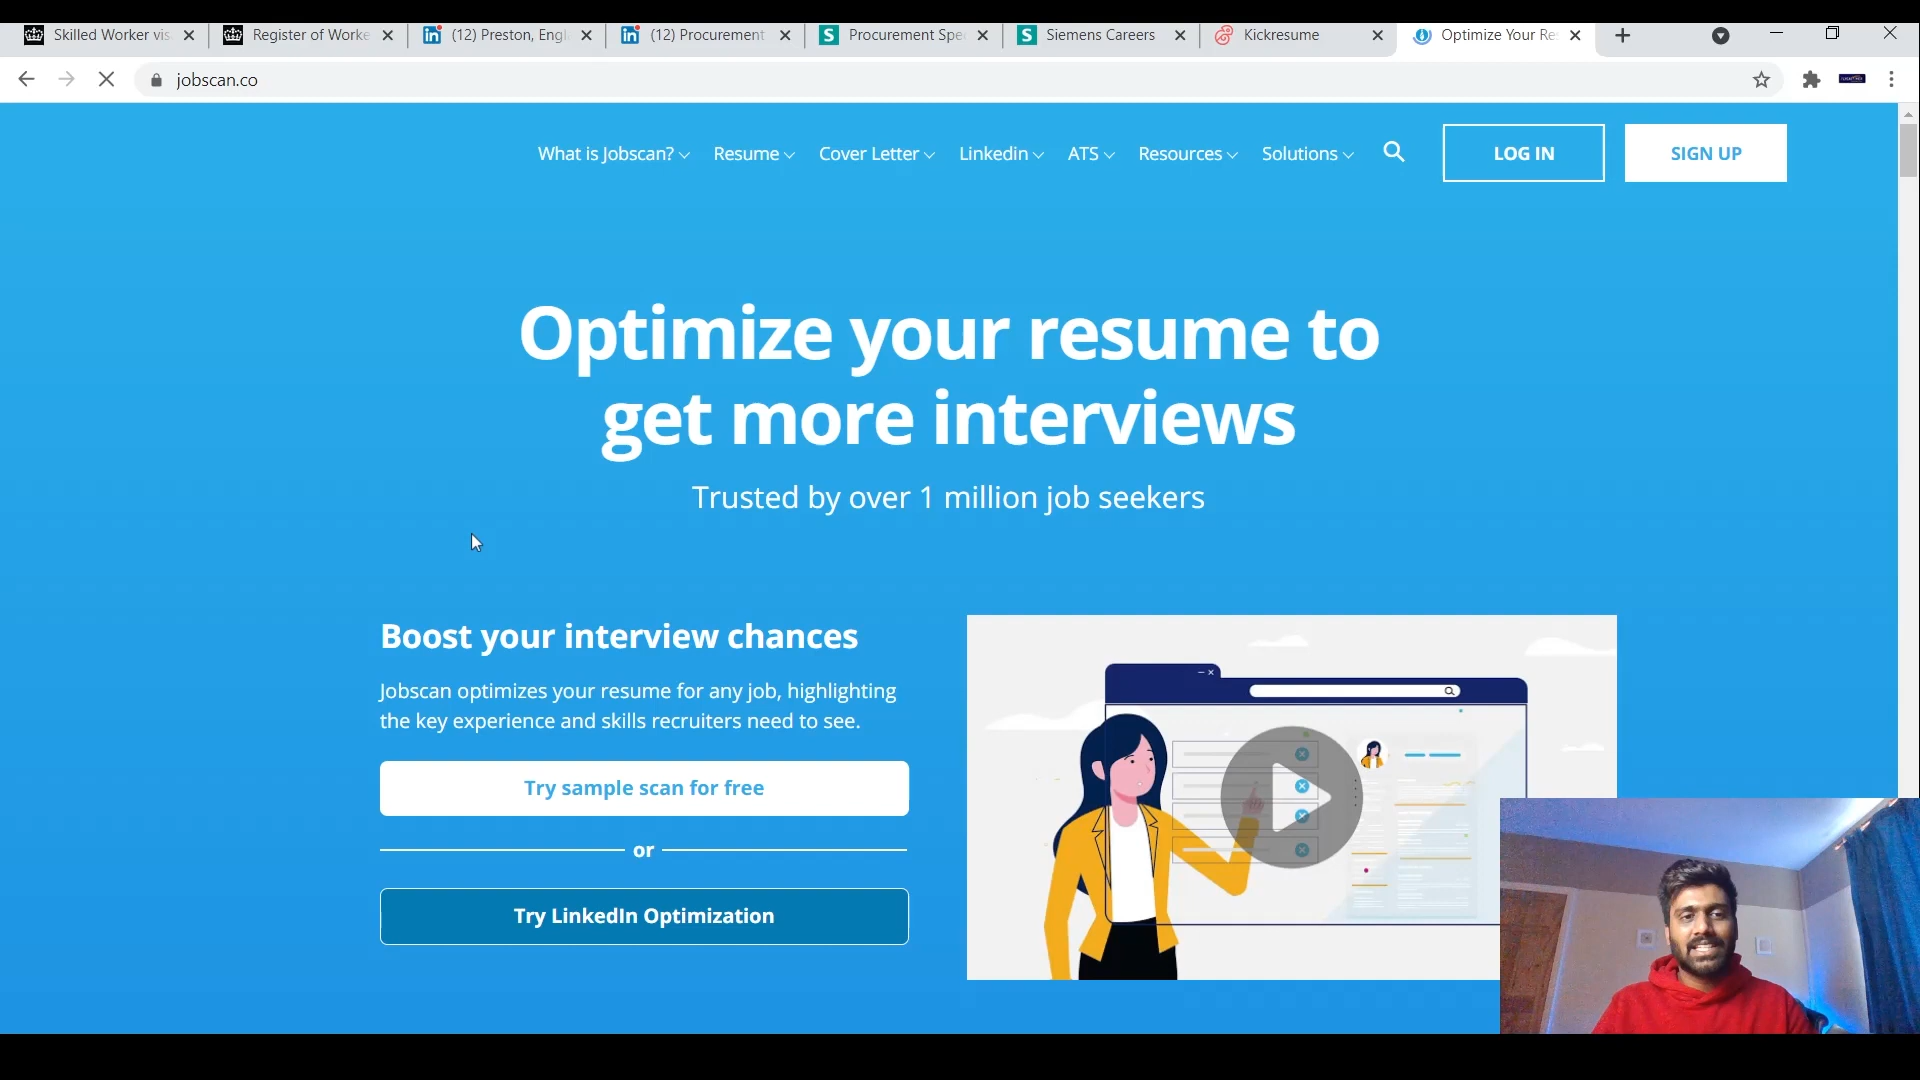 Skilled Worker vis
Register of Worke
(12) Preston, Engl
(12) Procurement
Procurement Spe
Siemens Careers
Kickresume
Optimize Your Re
jobscan.co
What is Jobscan?
Resume
Cover Letter
Linkedin
ATS
Resources
Solutions
LOG IN
SIGN UP
Optimize your resume to
get more interviews
Trusted by over 1 million job seekers
Boost your interview chances
Jobscan optimizes your resume for any job, highlighting
the key experience and skills recruiters need to see.
Try sample scan for free
or
Try LinkedIn Optimization